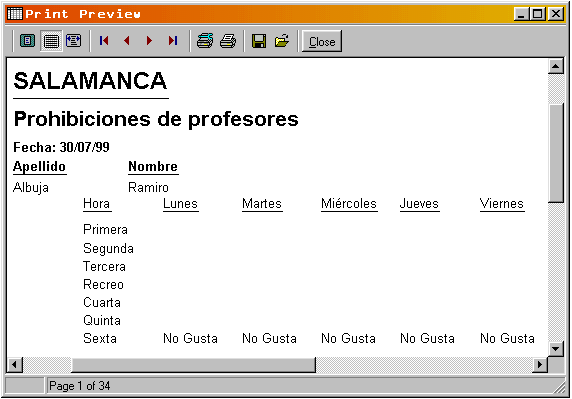 Print Preview
Close
SALAMANCA
Prohibiciones de profesores
Fecha: 30/07/99
Apellido Nombre
Albuja Ramiro
Hora Lunes Martes Miércoles Jueves Viernes
Primera
Segunda
Tercera
Recreo
Cuarta
Quinta
Sexta No Gusta No Gusta No Gusta No Gusta No Gusta
Page 1 of 34